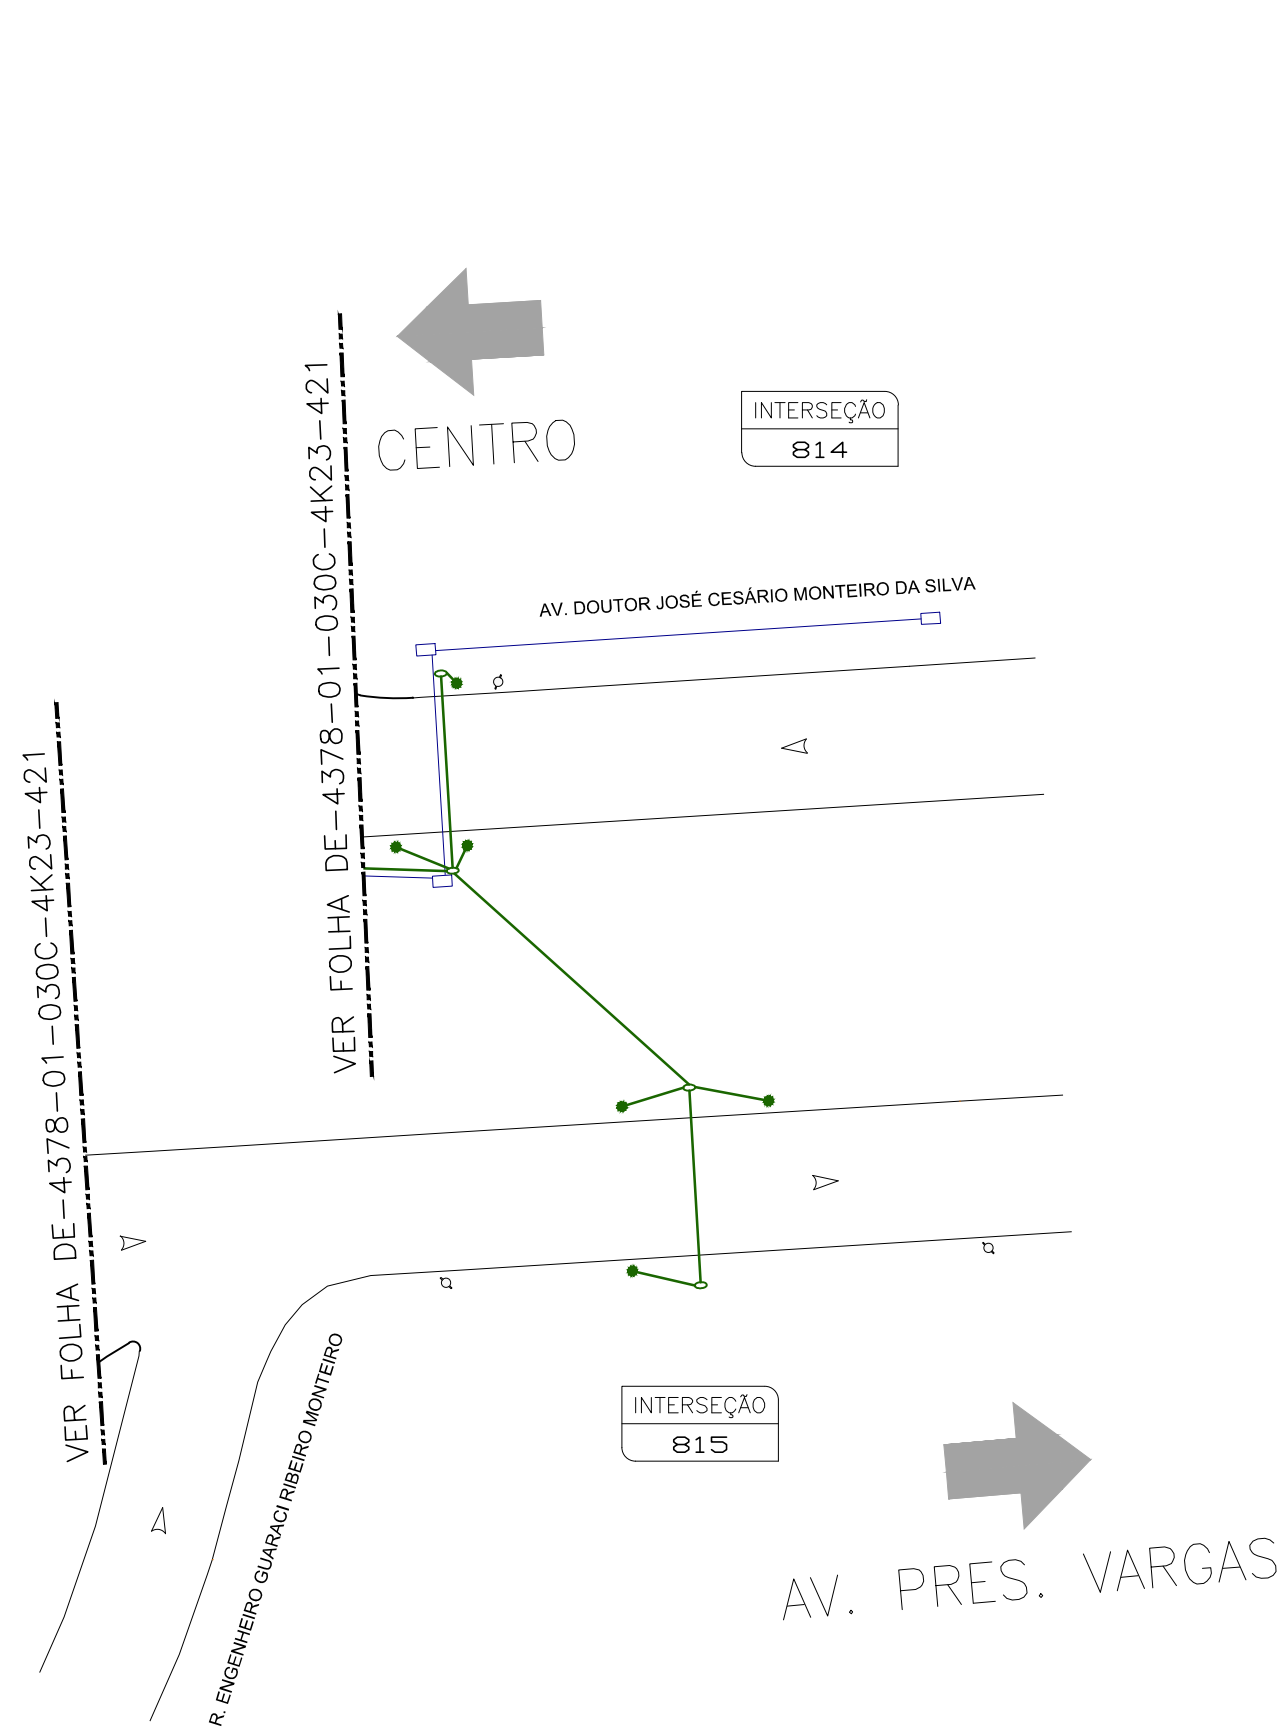 VER FOLHA DE-4378-01-030C-4K23-421
CENTRO
INTERSEÇÃO
814
AV. DOUTOR JOSÉ CESÁRIO MONTEIRO DA SILVA
VER FOLHA DE-4378-01-030C-4K23-421
R. ENGENHEIRO GUARACI RIBEIRO MONTEIRO
INTERSEÇÃO
815
AV. PRES. VARGAS